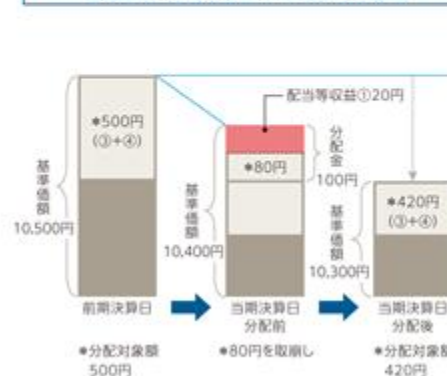 配当等収益①20円
*500円
(③+④)
分配金
100円
*80円
*420円
(③+④)
基準価額
10,500円
基準価額
10,400円
基準価額
10,300円
前期決算日
当期決算日
分配前
当期決算日
分配後
*分配対象額
500円
*80円を取崩し
*分配対象額
420円